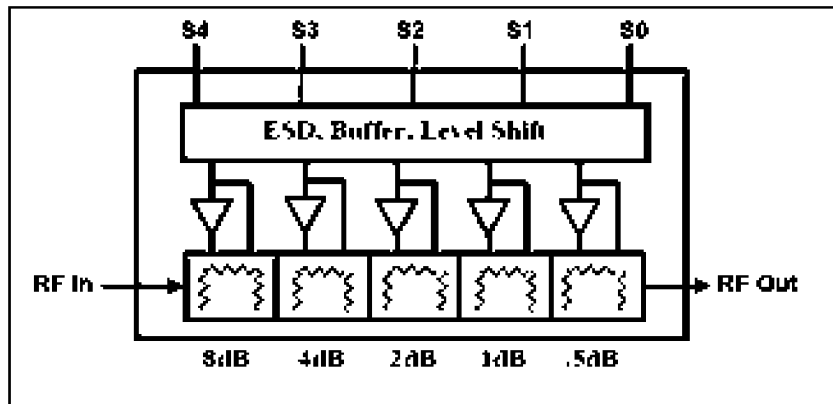 S4 S3 S2 S1 S0
ESD, Buffer, Level Shift
RF In RF Out
8dB 4dB 2dB 1dB .5dB